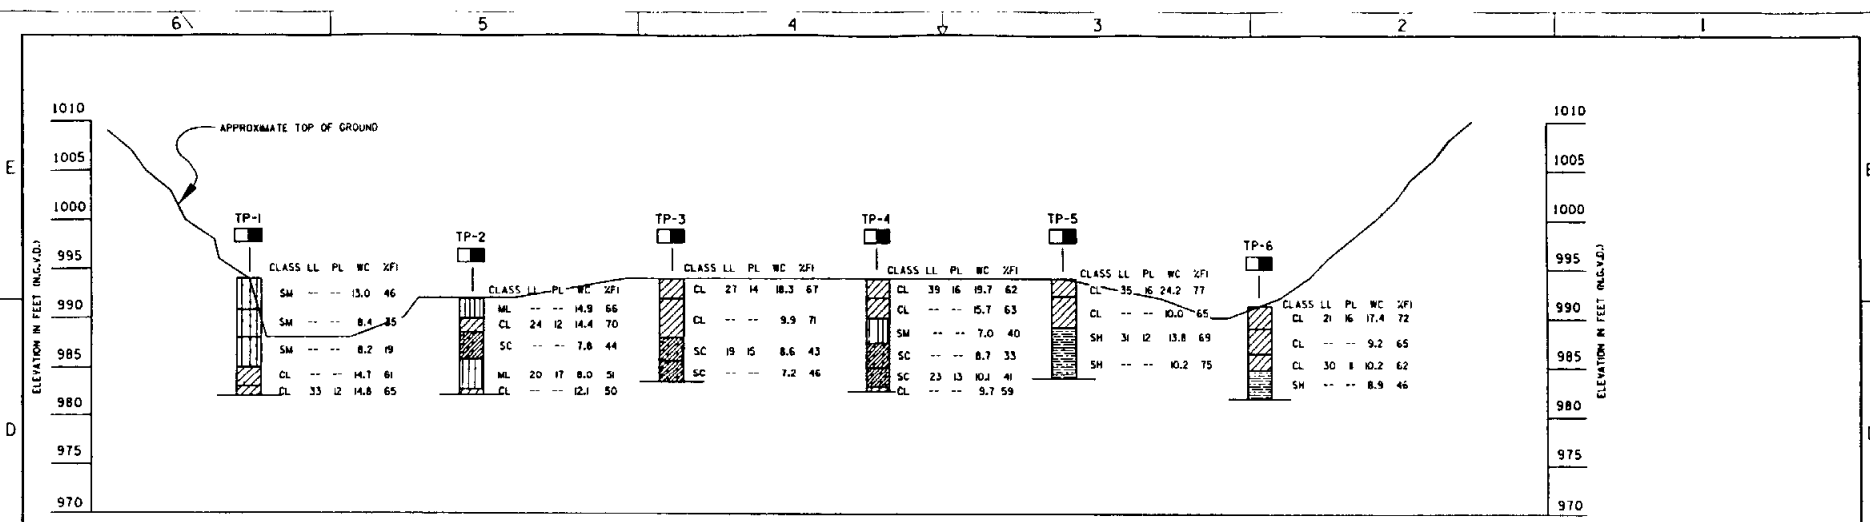 6 5 4 3 2 1
E
E
D
1010
1005
1000
995
990
985
980
975
970
ELEVATION IN FEET (N.G.V.D.)
APPROXIMATE TOP OF GROUND
TP-1
CLASS LL PL WC %FI
SM -- -- 13.0 46
SM -- -- 8.4 35
SM -- -- 8.2 19
CL -- -- 14.7 61
CL 33 12 14.8 65
TP-2
CLASS LL PL WC %FI
ML -- -- 14.9 66
CL 24 12 14.4 70
SC -- -- 7.8 44
ML 20 17 8.0 51
CL -- -- 12.1 50
TP-3
CLASS LL PL WC %FI
CL 27 14 18.3 67
CL -- -- 9.9 71
SC 19 15 8.6 43
SC -- -- 7.2 46
TP-4
CLASS LL PL WC %FI
CL 39 16 19.7 62
CL -- -- 15.7 63
SM -- -- 7.0 40
SC -- -- 8.7 33
SC 23 13 10.1 41
CL -- -- 9.7 59
TP-5
CLASS LL PL WC %FI
CL 35 16 24.2 77
CL -- -- 10.0 65
SH 31 12 13.8 69
SH -- -- 10.2 75
TP-6
CLASS LL PL WC %FI
CL 21 16 17.4 72
CL -- -- 9.2 65
CL 30 11 10.2 62
SH -- -- 8.9 46
1010
1005
1000
995
990
985
980
975
970
ELEVATION IN FEET (N.G.V.D.)